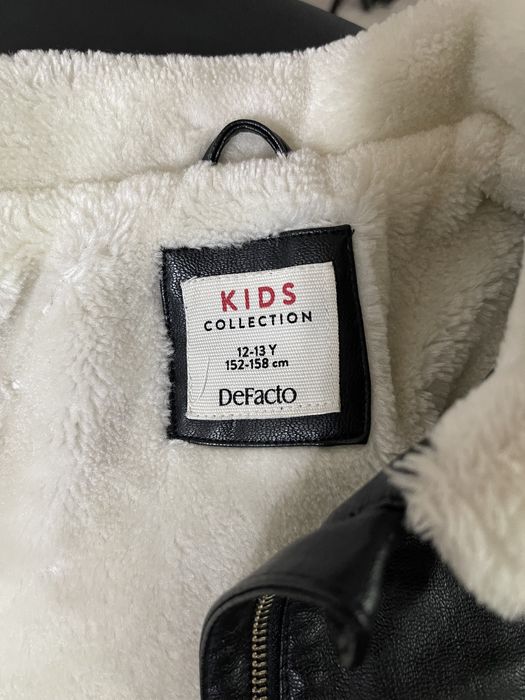 KIDS
COLLECTION
12-13 Y
152-158 cm
DeFacto